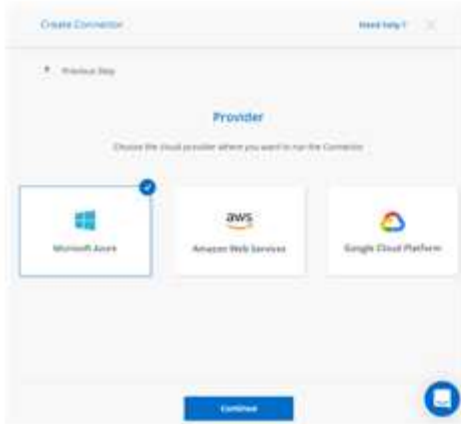 Create Connector
Need help?
Previous Step
Provider
Choose the cloud provider where you want to run the Connector
Microsoft Azure
aws
Amazon Web Services
Google Cloud Platform
Continue